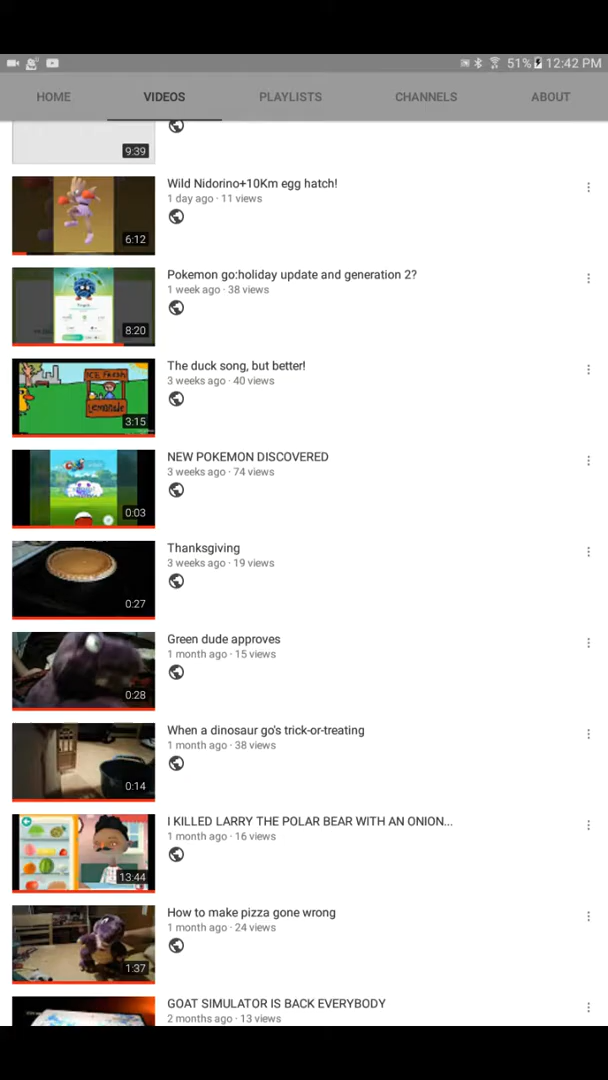 51% 12:42 PM
HOME VIDEOS PLAYLISTS CHANNELS ABOUT
9:39
Wild Nidorino+10Km egg hatch!
1 day ago · 11 views
6:12
Pokemon go:holiday update and generation 2?
1 week ago · 38 views
8:20
The duck song, but better!
3 weeks ago · 40 views
ICE FRESH
Lemonade
3:15
NEW POKEMON DISCOVERED
3 weeks ago · 74 views
0:03
Thanksgiving
3 weeks ago · 19 views
0:27
Green dude approves
1 month ago · 15 views
0:28
When a dinosaur go's trick-or-treating
1 month ago · 38 views
0:14
I KILLED LARRY THE POLAR BEAR WITH AN ONION...
1 month ago · 16 views
13:44
How to make pizza gone wrong
1 month ago · 24 views
1:37
GOAT SIMULATOR IS BACK EVERYBODY
2 months ago · 13 views